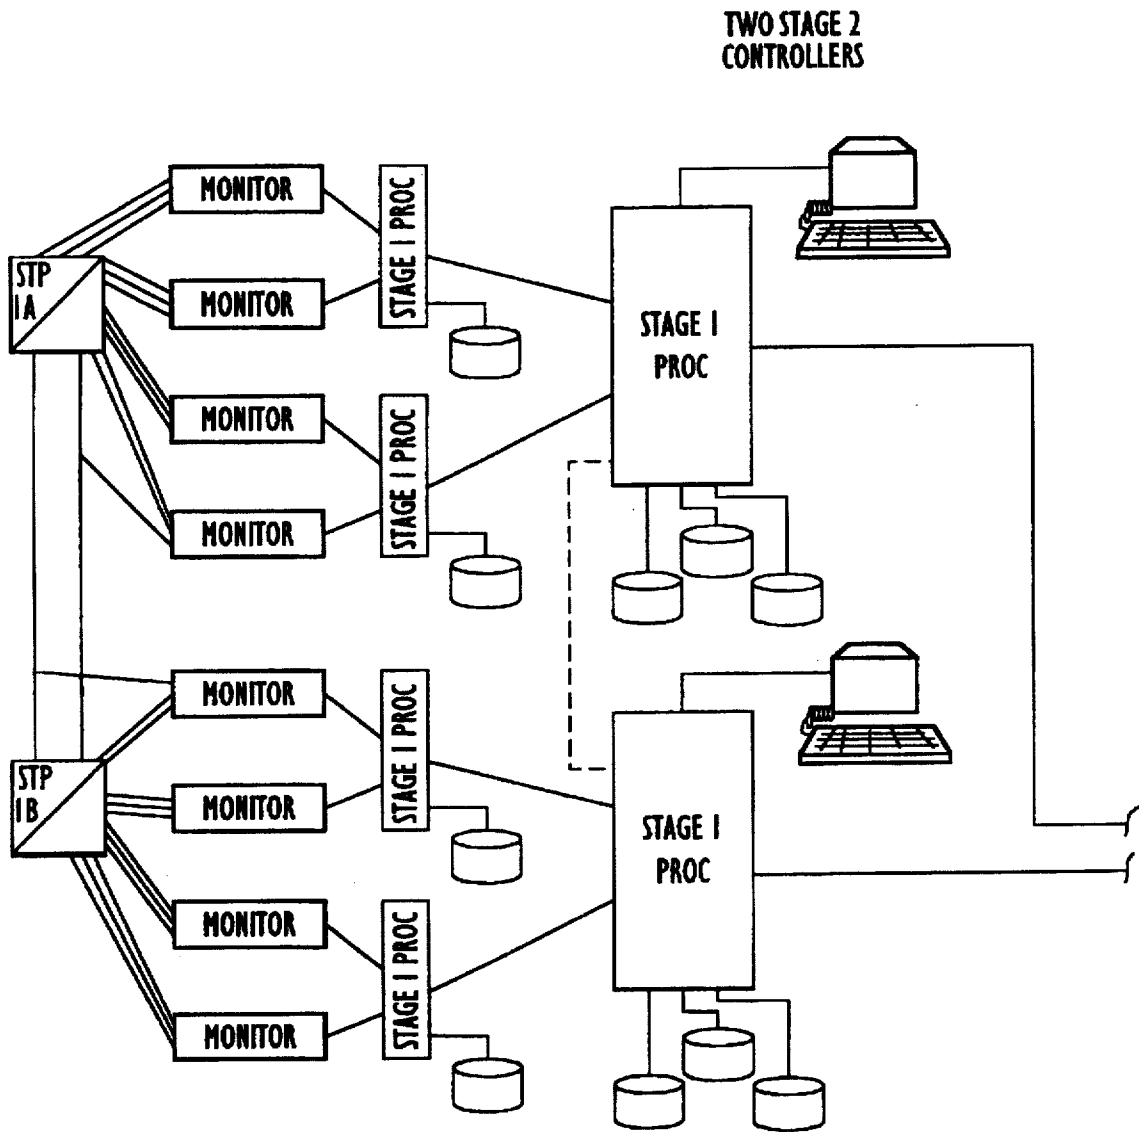 TWO STAGE 2
CONTROLLERS
MONITOR
STAGE 1 PROC
STP
1A
MONITOR
STAGE 1
PROC
MONITOR
STAGE 1 PROC
MONITOR
MONITOR
STAGE 1 PROC
STP
1B
MONITOR
STAGE 1
PROC
MONITOR
STAGE 1 PROC
MONITOR